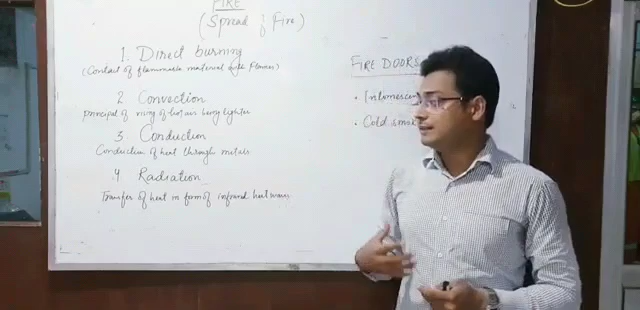 FIRE
(Spread of Fire)
1. Direct burning
(Contact of flammable material with flames)
2. Convection
principal of rising of hot air being lighter
3 Conduction
Conduction of heat through metals
4 Radiation
Transfer of heat in form of infrared heat waves.
FIRE DOORS
• Intumescen
• Cold smo